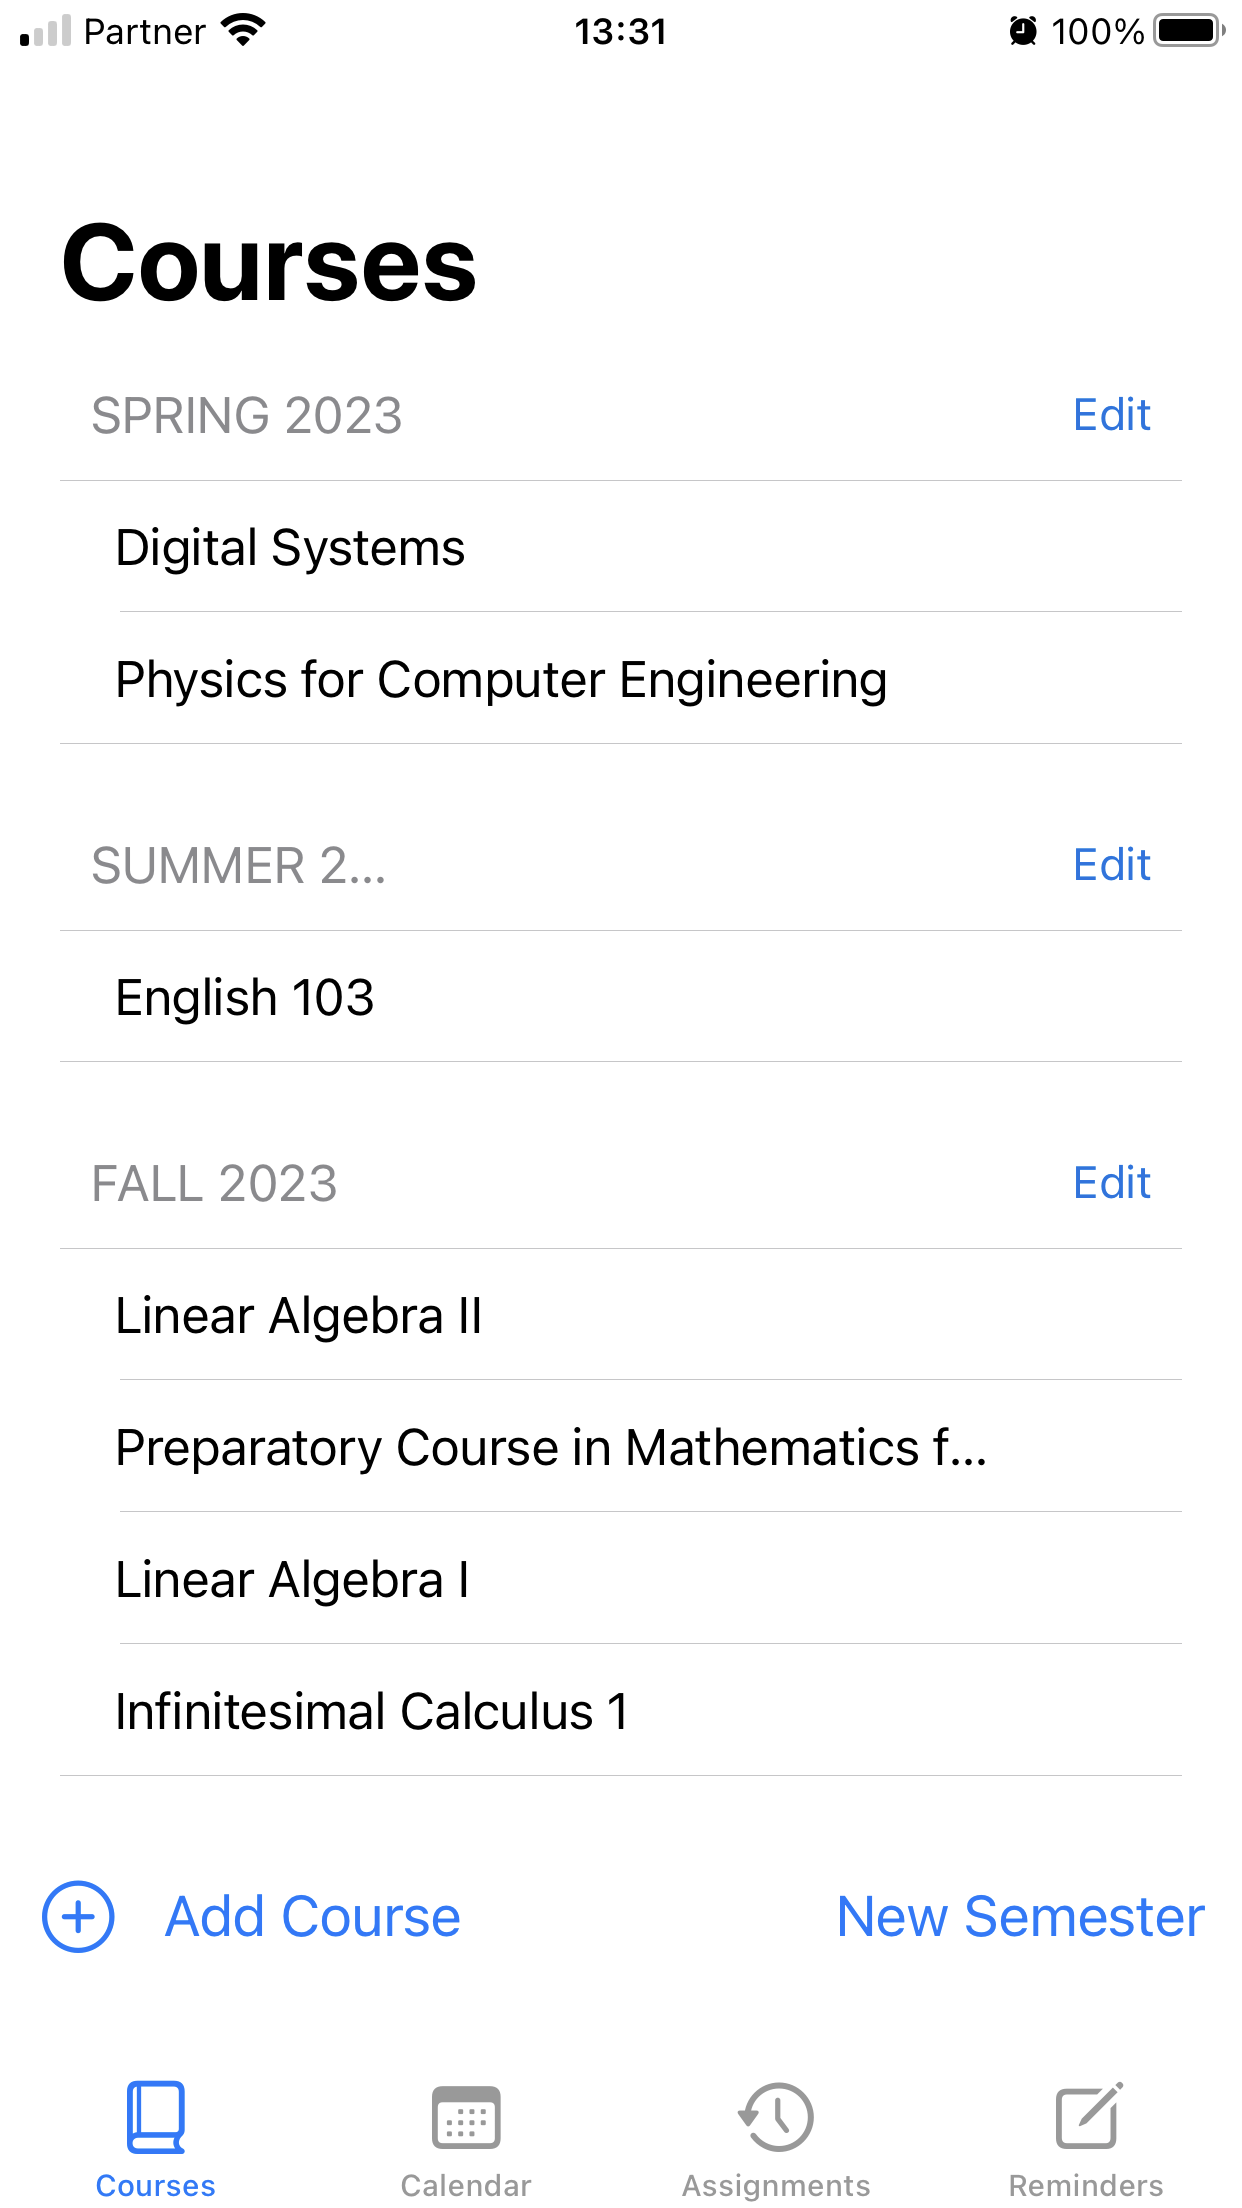 Partner 13:31 100%
Courses
SPRING 2023 Edit
Digital Systems
Physics for Computer Engineering
SUMMER 2... Edit
English 103
FALL 2023 Edit
Linear Algebra II
Preparatory Course in Mathematics f...
Linear Algebra I
Infinitesimal Calculus 1
Add Course New Semester
Courses Calendar Assignments Reminders